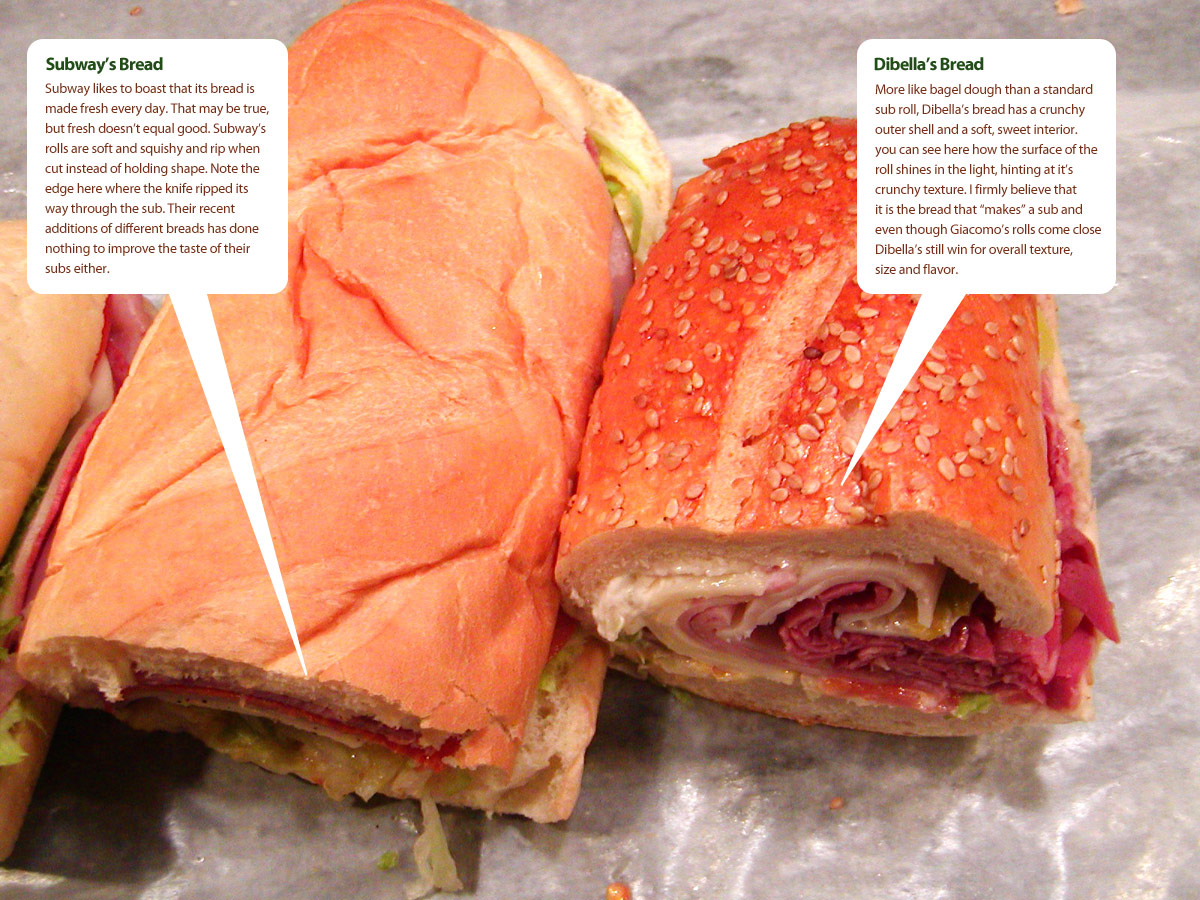 Subway's Bread
Subway likes to boast that its bread is
made fresh every day. That may be true,
but fresh doesn't equal good. Subway's
rolls are soft and squishy and rip when
cut instead of holding shape. Note the
edge here where the knife ripped its
way through the sub. Their recent
additions of different breads has done
nothing to improve the taste of their
subs either.
Dibella's Bread
More like bagel dough than a standard
sub roll, Dibella's bread has a crunchy
outer shell and a soft, sweet interior.
you can see here how the surface of the
roll shines in the light, hinting at it's
crunchy texture. I firmly believe that
it is the bread that “makes” a sub and
even though Giacomo's rolls come close
Dibella's still win for overall texture,
size and flavor.